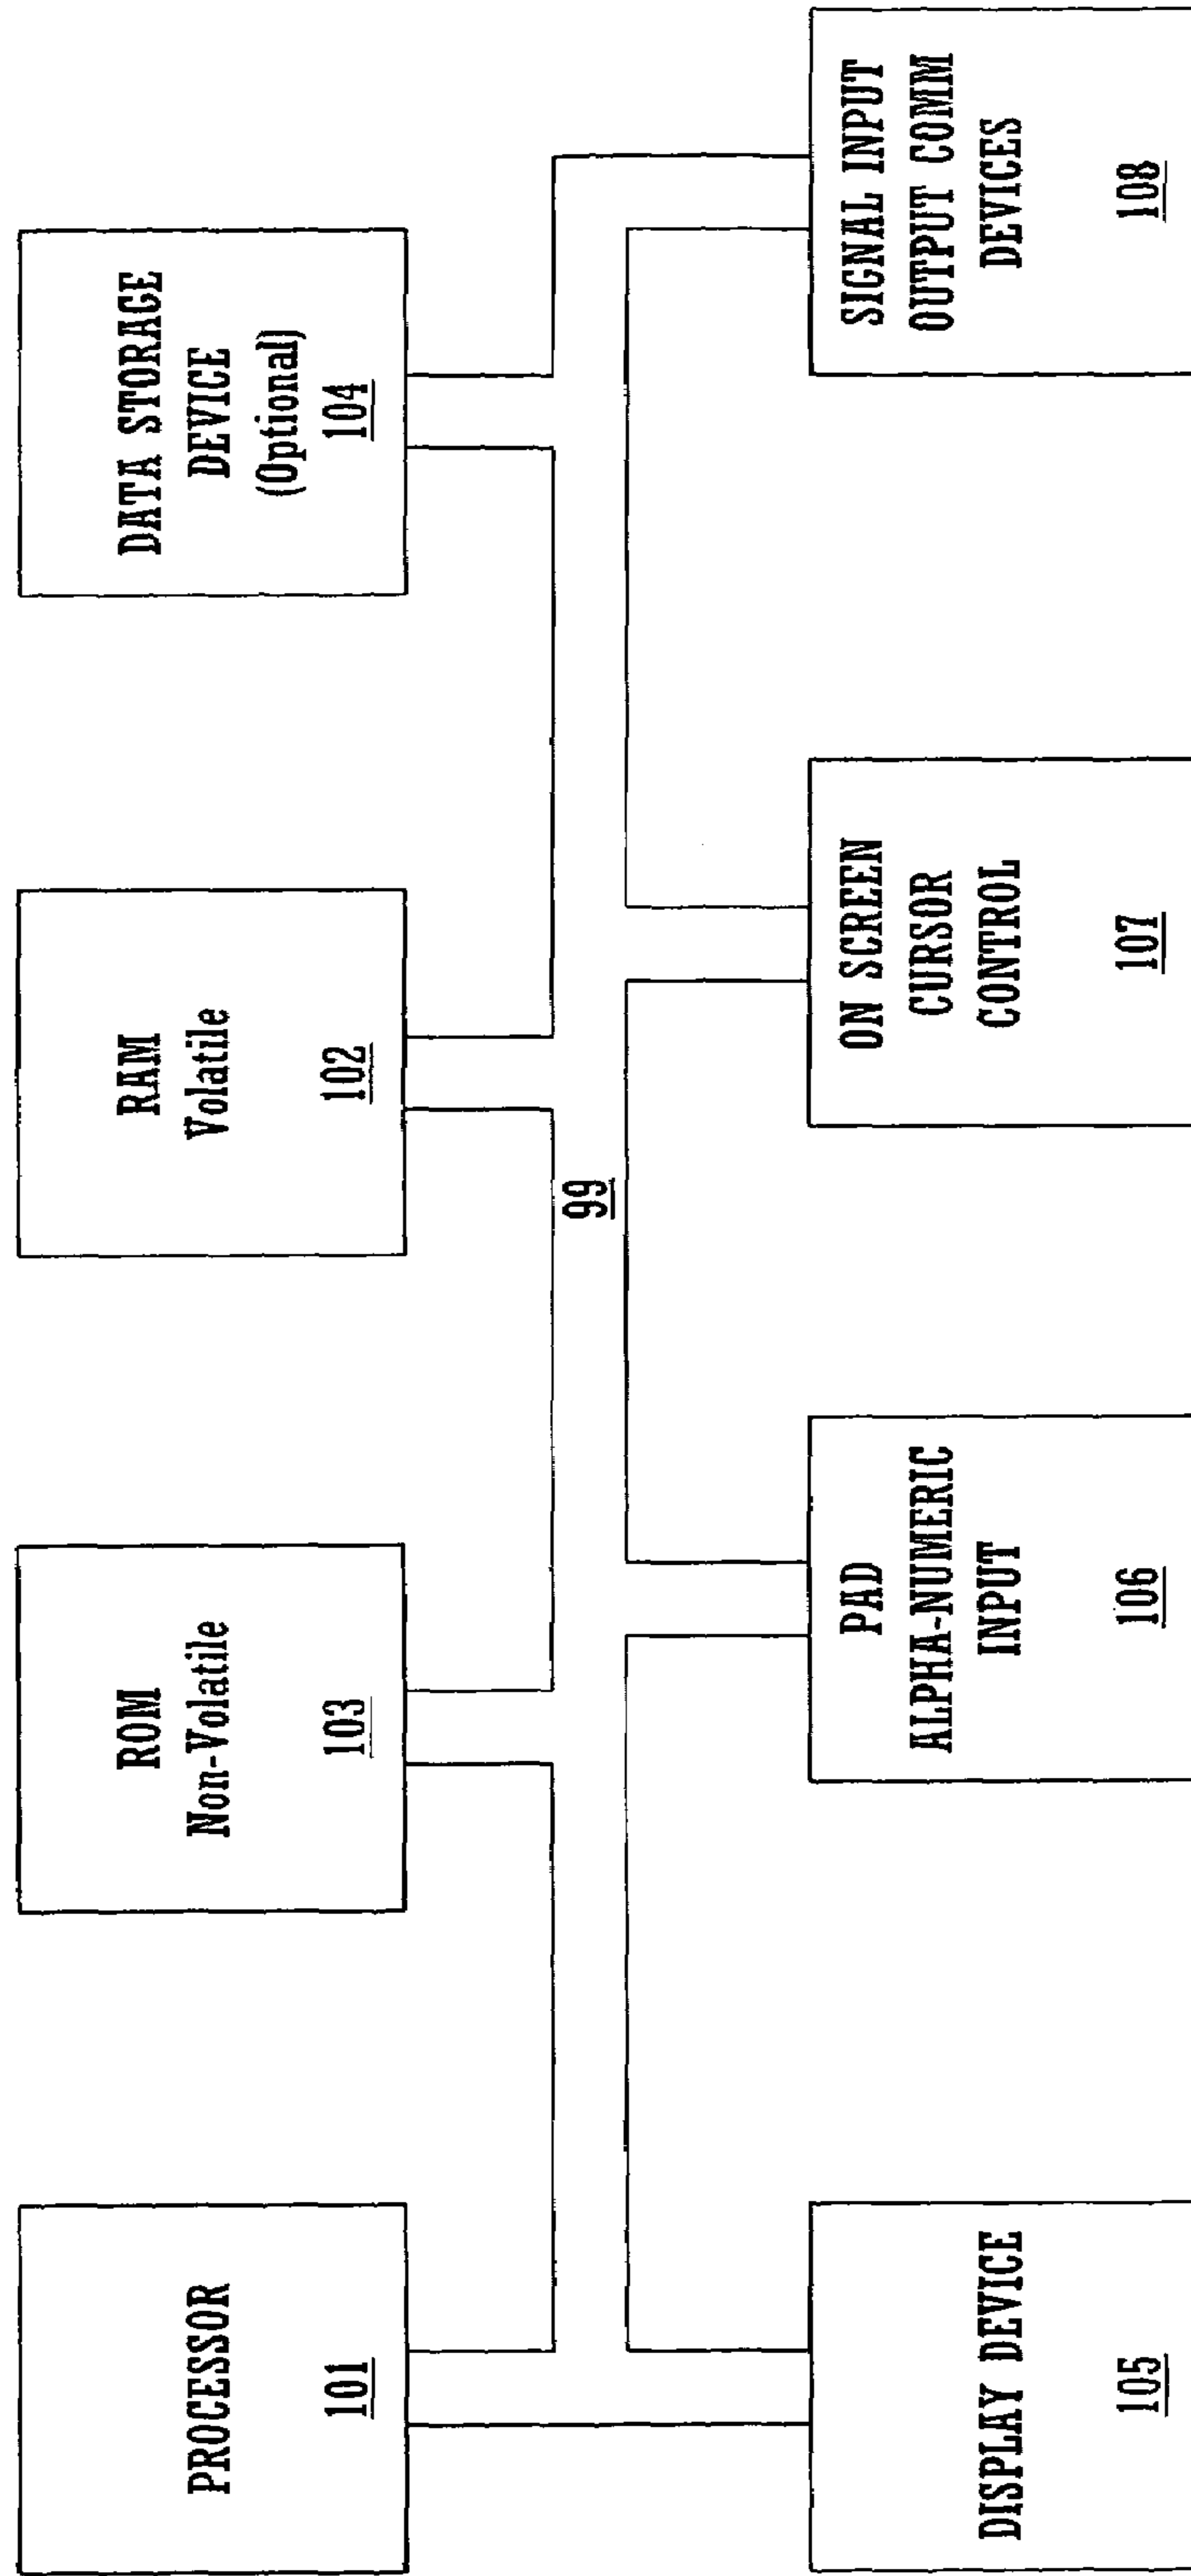 PROCESSOR
101
ROM
Non-Volatile
103
RAM
Volatile
102
DATA STORAGE
DEVICE
(Optional)
104
99
DISPLAY DEVICE
105
PAD
ALPHA-NUMERIC
INPUT
106
ON SCREEN
CURSOR
CONTROL
107
SIGNAL INPUT
OUTPUT COMM
DEVICES
108